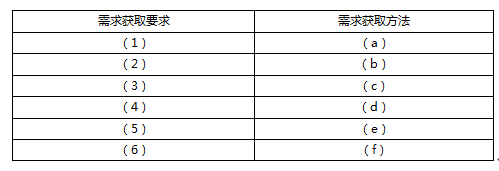 需求获取要求 需求获取方法
（1） （a）
（2） （b）
（3） （c）
（4） （d）
（5） （e）
（6） （f）